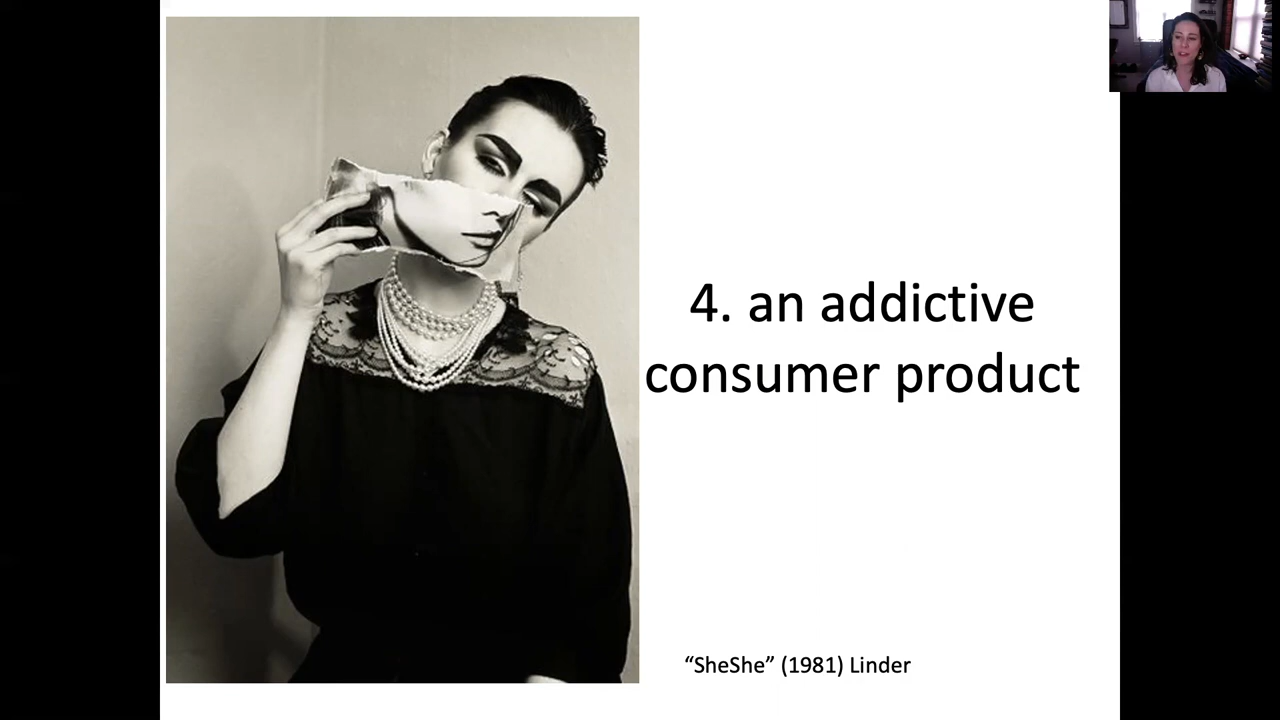 4. an addictive
consumer product
“SheShe” (1981) Linder